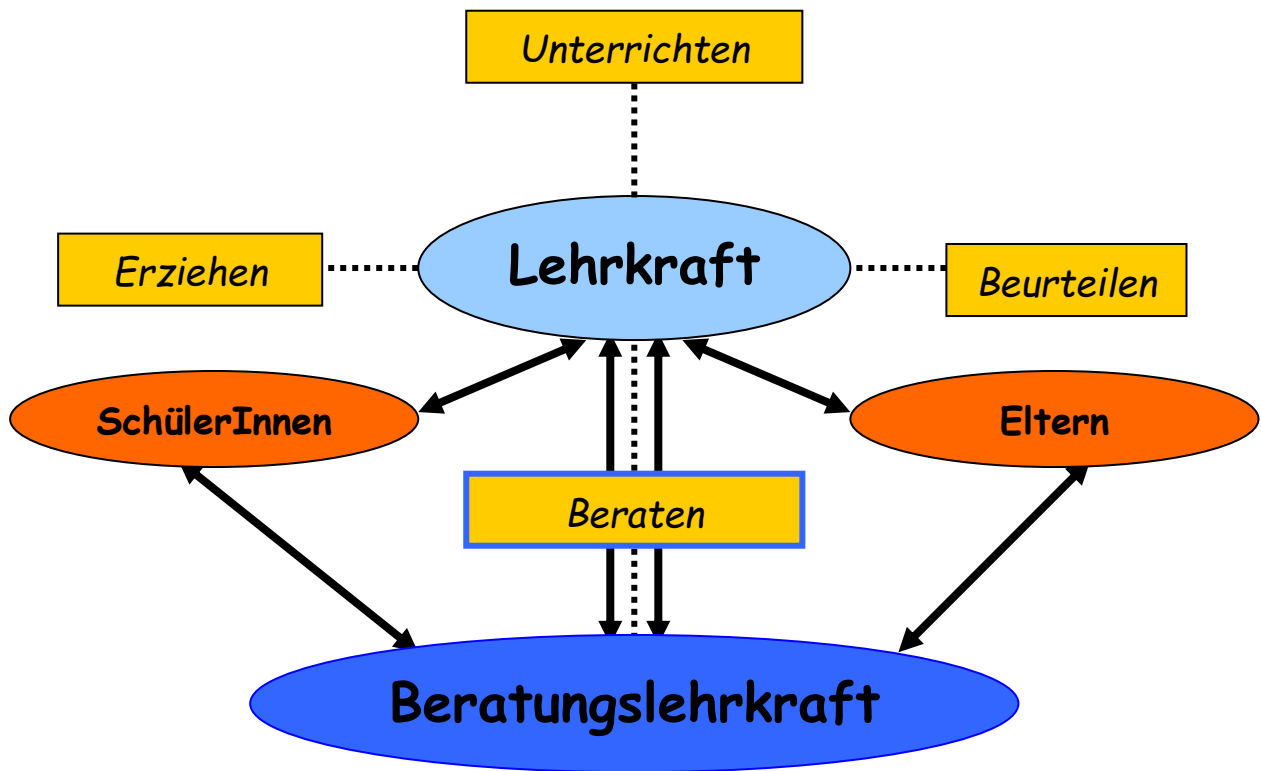 Unterrichten
Erziehen
Lehrkraft
Beurteilen
SchülerInnen
Eltern
Beraten
Beratungslehrkraft